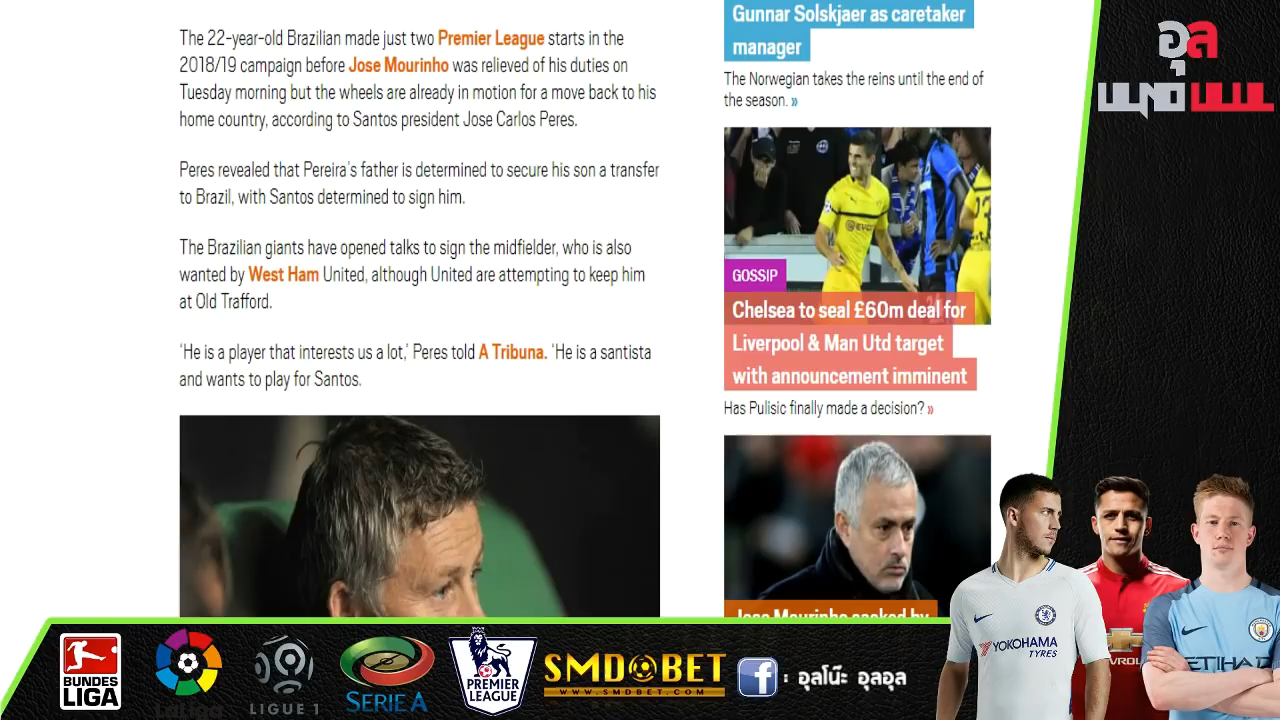 The 22-year-old Brazilian made just two Premier League starts in the
2018/19 campaign before Jose Mourinho was relieved of his duties on
Tuesday morning but the wheels are already in motion for a move back to his
home country, according to Santos president Jose Carlos Peres.
Peres revealed that Pereira's father is determined to secure his son a transfer
to Brazil, with Santos determined to sign him.
The Brazilian giants have opened talks to sign the midfielder, who is also
wanted by West Ham United, although United are attempting to keep him
at Old Trafford.
‘He is a player that interests us a lot,’ Peres told A Tribuna. ‘He is a santista
and wants to play for Santos.
Gunnar Solskjaer as caretaker
manager
The Norwegian takes the reins until the end of
the season. »
GOSSIP
Chelsea to seal £60m deal for
Liverpool & Man Utd target
with announcement imminent
Has Pulisic finally made a decision? »
Jose Mourinho sacked by
อุล
YOKOHAMA
TYRES
CHEVROL
ETIHAD
BUNDES
LIGA
LIGUE 1
SERIE A
PREMIER
LEAGUE
SMDBET
WWW.SMDBET.COM
f : อุลโน๊ะ อุลอุล